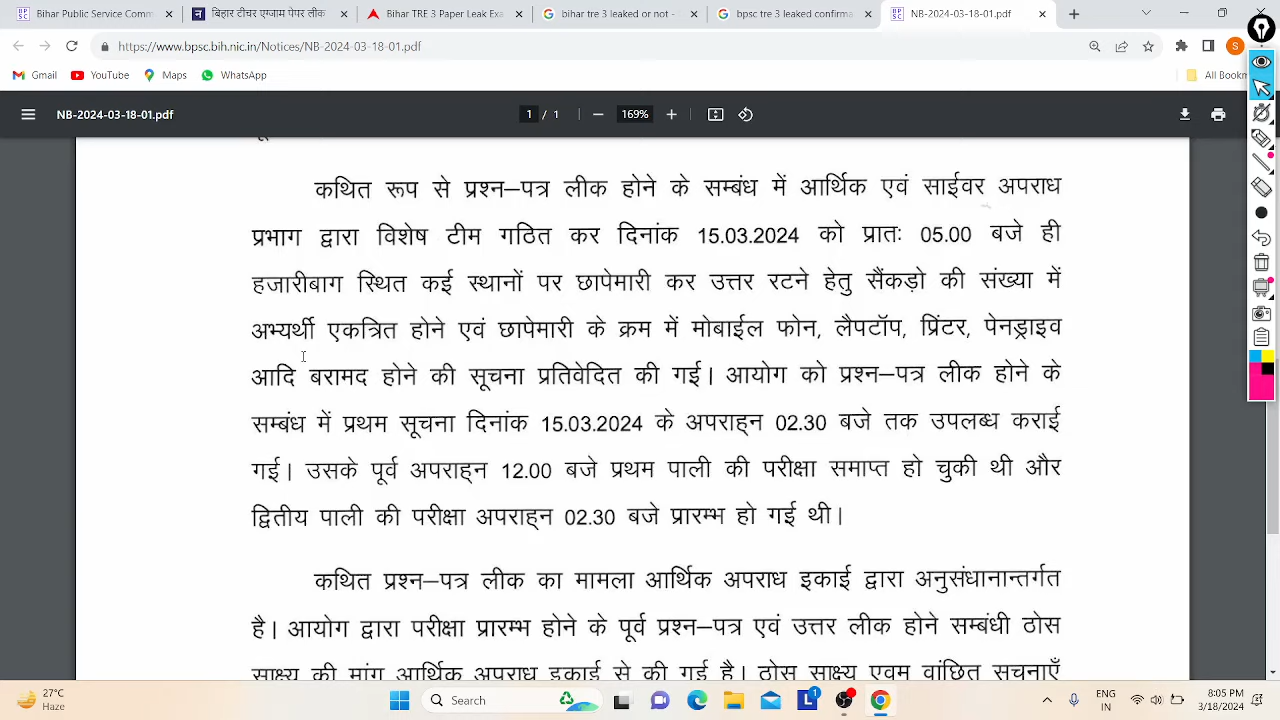 Bihar Public Service Commission
बिहार टीचर एग्जाम पेपर लीक
Bihar TRE 3 Paper Leak Exa
bihar tre 3 leaked or not -
bpsc tre 3 leaked confirma
NB-2024-03-18-01.pdf
https://www.bpsc.bih.nic.in/Notices/NB-2024-03-18-01.pdf
S
Gmail YouTube Maps WhatsApp All Bookm
NB-2024-03-18-01.pdf 1 / 1 169%
कथित रूप से प्रश्न–पत्र लीक होने के सम्बंध में आर्थिक एवं साईवर अपराध
प्रभाग द्वारा विशेष टीम गठित कर दिनांक 15.03.2024 को प्रातः 05.00 बजे ही
हजारीबाग स्थित कई स्थानों पर छापेमारी कर उत्तर रटने हेतु सैंकड़ो की संख्या में
अभ्यर्थी एकत्रित होने एवं छापेमारी के क्रम में मोबाईल फोन, लैपटॉप, प्रिंटर, पेनड्राइव
आदि बरामद होने की सूचना प्रतिवेदित की गई। आयोग को प्रश्न–पत्र लीक होने के
सम्बंध में प्रथम सूचना दिनांक 15.03.2024 के अपराह्न 02.30 बजे तक उपलब्ध कराई
गई। उसके पूर्व अपराह्न 12.00 बजे प्रथम पाली की परीक्षा समाप्त हो चुकी थी और
द्वितीय पाली की परीक्षा अपराह्न 02.30 बजे प्रारम्भ हो गई थी।
कथित प्रश्न–पत्र लीक का मामला आर्थिक अपराध इकाई द्वारा अनुसंधानान्तर्गत
है। आयोग द्वारा परीक्षा प्रारम्भ होने के पूर्व प्रश्न–पत्र एवं उत्तर लीक होने सम्बंधी ठोस
साक्ष्य की मांग आर्थिक अपराध इकाई से की गई है। ठोस साक्ष्य एवम वांछित सूचनाएँ
27°C
Haze
Search
1
ENG
IN
8:05 PM
3/18/2024